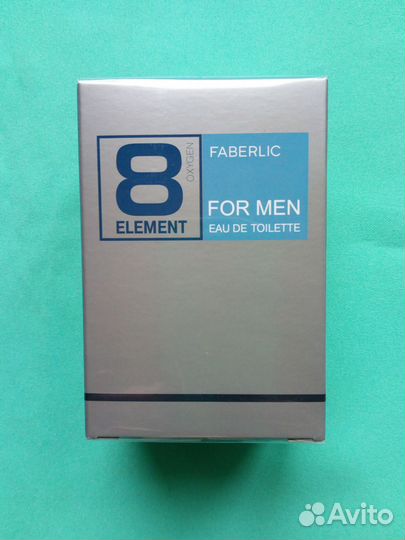 8
OXYGEN
ELEMENT
FABERLIC
FOR MEN
EAU DE TOILETTE
Avito